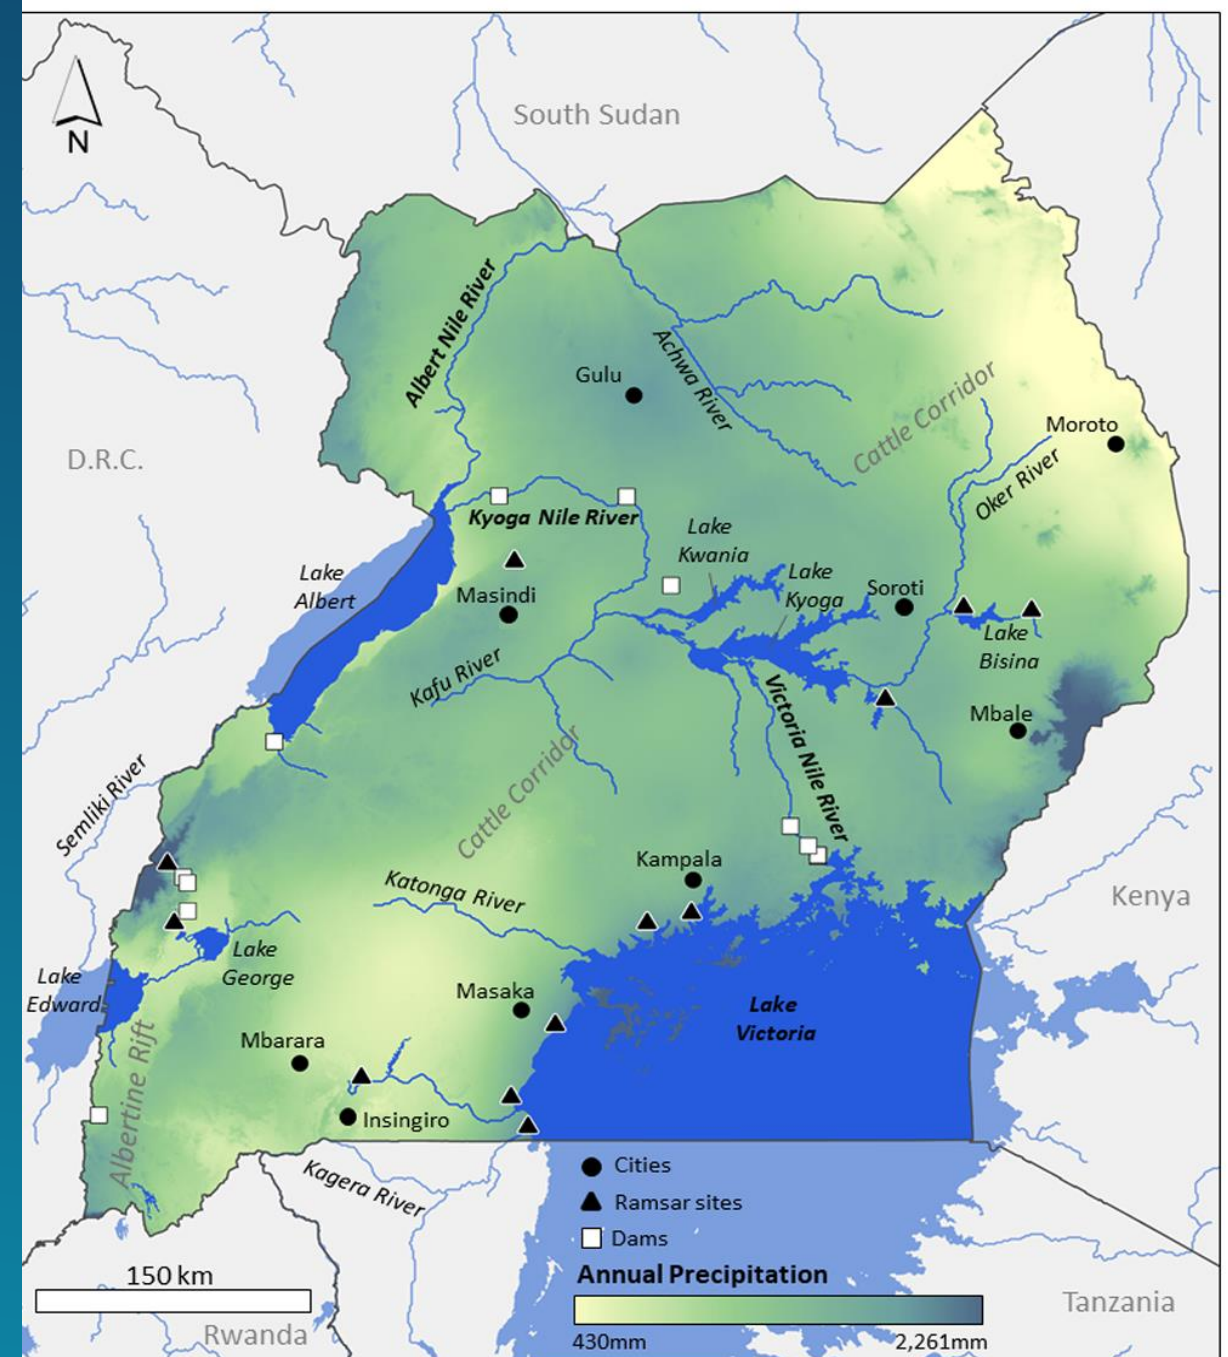 South Sudan
N
Albert Nile River
Achwa River
Gulu
Cattle Corridor
Moroto
D.R.C.
Oker River
Kyoga Nile River
Lake
Kwania
Lake
Albert
Lake
Kyoga
Soroti
Masindi
Lake
Bisina
Kafu River
Victoria Nile River
Mbale
Cattle Corridor
Semliki River
Kampala
Katonga River
Kenya
Lake
George
Lake
Edward
Masaka
Lake
Victoria
Mbarara
Albertine Rift
Insingiro
Kagera River
Cities
Ramsar sites
Dams
Annual Precipitation
430mm 2,261mm
150 km
Rwanda
Tanzania